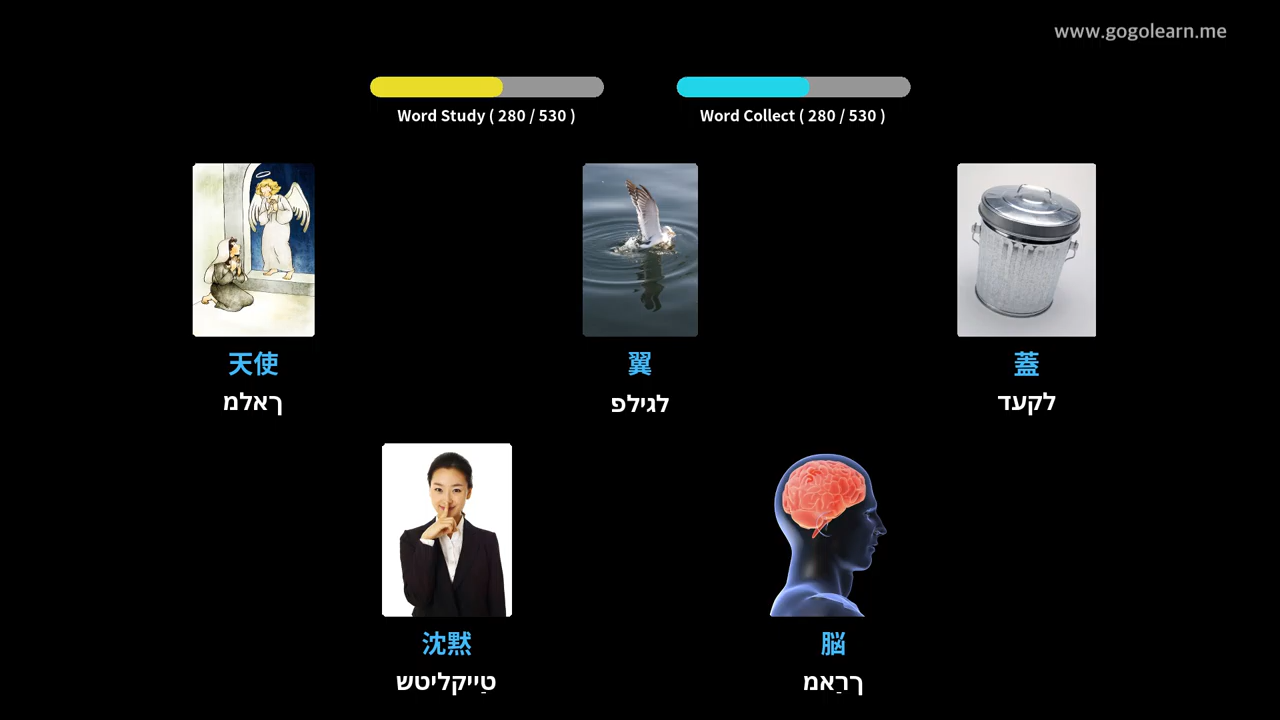 www.gogolearn.me
Word Study ( 280 / 530 )
Word Collect ( 280 / 530 )
天使
ךאלמ
翼
לגילפ
蓋
לקעד
沈黙
טַייקליטש
脳
ךרַאמ